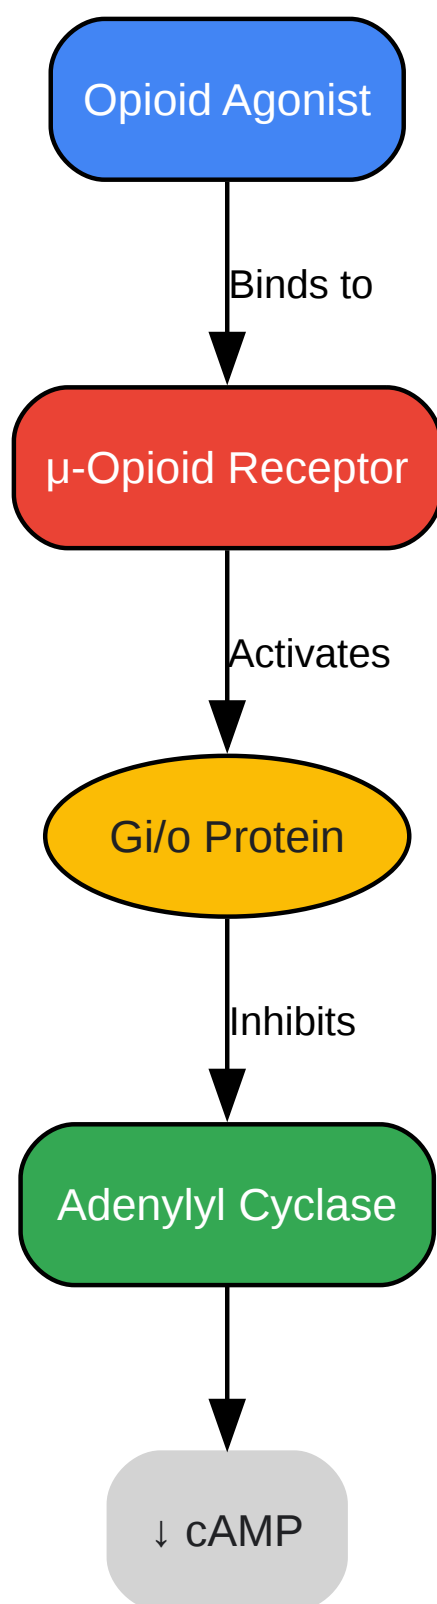 Opioid Agonist
Binds to
μ-Opioid Receptor
Activates
Gi/o Protein
Inhibits
Adenylyl Cyclase
↓ cAMP